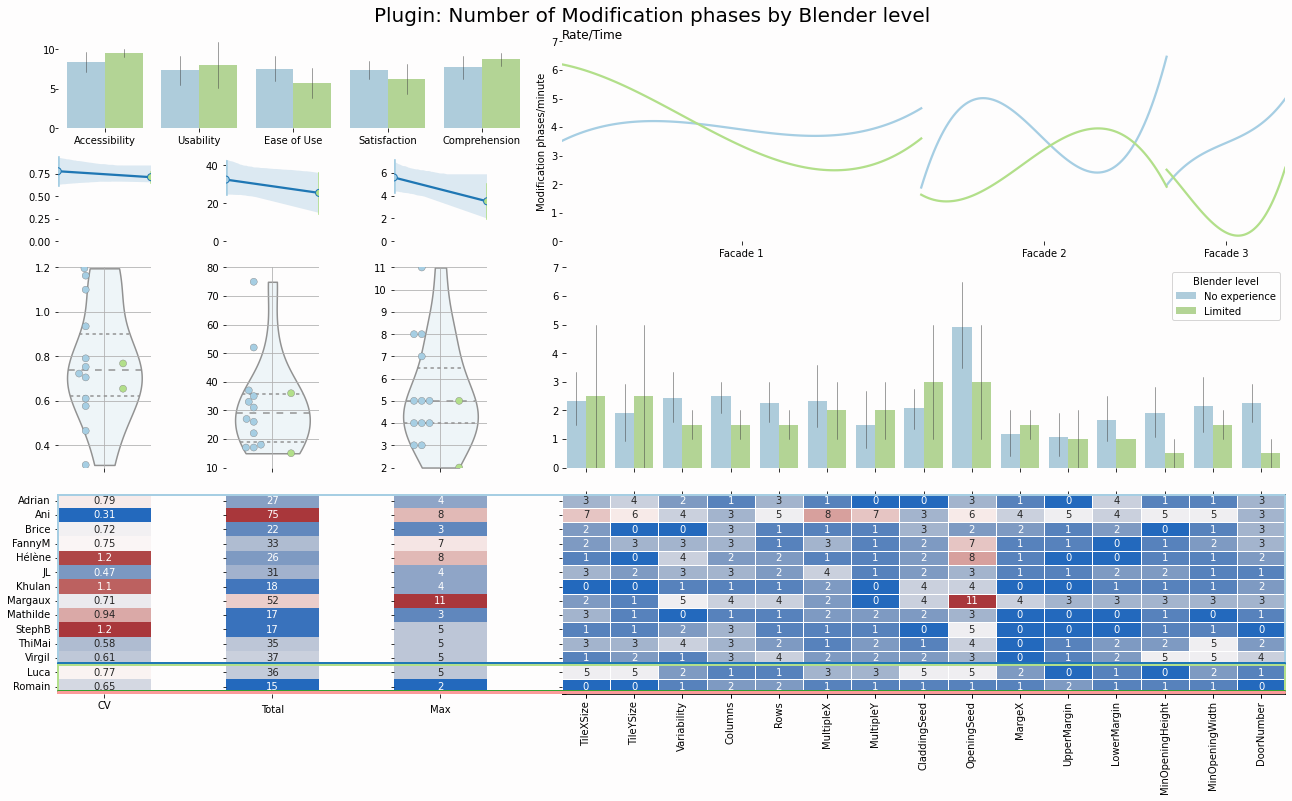 Plugin: Number of Modification phases by Blender level
10
5
0
Accessibility Usability Ease of Use Satisfaction Comprehension
Rate/Time
Modification phases/minute
7
6
5
4
3
2
1
0
Facade 1 Facade 2 Facade 3
0.75
0.50
0.25
0.00
40
20
0
6
4
2
0
1.2
1.0
0.8
0.6
0.4
80
70
60
50
40
30
20
10
11
10
9
8
7
6
5
4
3
2
7
6
5
4
3
2
1
0
Blender level
No experience
Limited
Adrian 0.79 27 4 3 4 2 1 3 1 0 0 3 1 0 4 1 1 3
Ani 0.31 75 8 7 6 4 3 5 8 7 3 6 4 5 4 5 5 3
Brice 0.72 22 3 2 0 0 3 1 1 1 3 2 2 1 2 0 1 3
FannyM 0.75 33 7 2 3 3 3 1 3 1 2 7 1 1 0 1 2 3
Hélène 1.2 26 8 1 0 4 2 2 1 1 2 8 1 0 0 1 1 2
JL 0.47 31 4 3 2 3 3 2 4 1 2 3 1 1 2 2 1 1
Khulan 1.1 18 4 0 0 1 1 1 2 0 4 4 0 0 1 1 1 2
Margaux 0.71 52 11 2 1 5 4 4 2 0 4 11 4 3 3 3 3 3
Mathilde 0.94 17 3 3 1 0 1 1 2 2 2 3 0 0 0 1 0 1
StephB 1.2 17 5 1 1 2 3 1 1 1 0 5 0 0 0 1 1 0
ThiMai 0.58 35 5 3 3 4 3 2 1 2 1 4 0 1 2 2 5 2
Virgil 0.61 37 5 1 2 1 3 4 2 2 2 3 0 1 1 5 5 4
Luca 0.77 36 5 5 5 2 1 1 3 3 5 5 2 0 1 0 2 1
Romain 0.65 15 2 0 0 1 2 2 1 1 1 1 1 2 1 1 1 0
CV Total Max
TileXSize
TileYSize
Variability
Columns
Rows
MultipleX
MultipleY
CladdingSeed
OpeningSeed
MargeX
UpperMargin
LowerMargin
MinOpeningHeight
MinOpeningWidth
DoorNumber